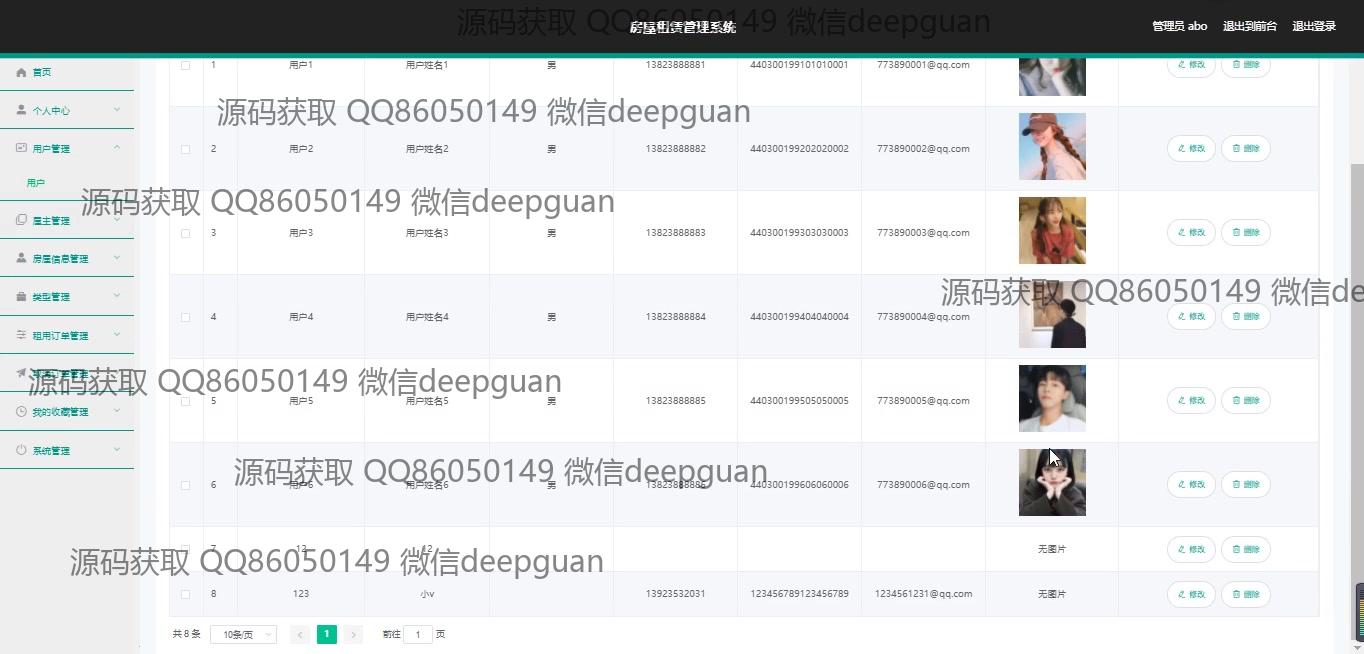 源码获取 QQ86050149 微信deepguan
房屋租赁管理系统
管理员 abo 退出到前台 退出登录
首页
个人中心
用户管理
用户
屋主管理
房屋信息管理
类型管理
租用订单管理
我的收藏管理
系统管理
1 用户1 用户姓名1 男 13823888881 440300199101010001 773890001@qq.com 修改 删除
源码获取 QQ86050149 微信deepguan
2 用户2 用户姓名2 男 13823888882 440300199202020002 773890002@qq.com 修改 删除
源码获取 QQ86050149 微信deepguan
3 用户3 用户姓名3 男 13823888883 440300199303030003 773890003@qq.com 修改 删除
源码获取 QQ86050149 微信de
4 用户4 用户姓名4 男 13823888884 440300199404040004 773890004@qq.com 修改 删除
源码获取 QQ86050149 微信deepguan
5 用户5 用户姓名5 男 13823888885 440300199505050005 773890005@qq.com 修改 删除
源码获取 QQ86050149 微信deepguan
6 用户6 用户姓名6 男 13823888886 440300199606060006 773890006@qq.com 修改 删除
7 12 12 无图片 修改 删除
源码获取 QQ86050149 微信deepguan
8 123 小v 13923532031 123456789123456789 1234561231@qq.com 无图片 修改 删除
共 8 条 10条/页 1 前往 1 页